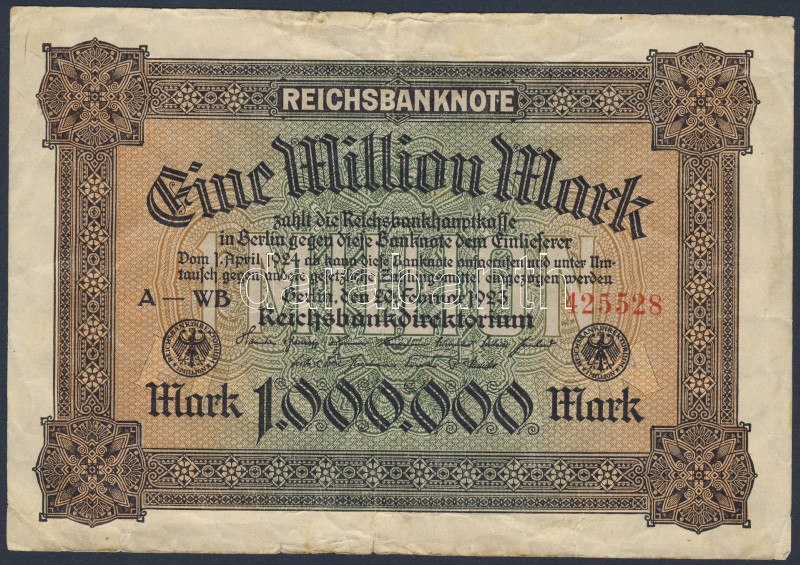 REICHSBANKNOTE
Eine Million Mark
zahlt die Reichsbankhauptkasse
in Berlin gegen diese Banknote dem Einlieferer
Vom 1. April 1924 ab kann diese Banknote aufgerufen und unter Um-
tausch gegen andere gesetzliche Zahlungsmittel eingezogen werden
A — WB Berlin, den 20. Februar 1923 425528
Reichsbankdirektorium
Mark 1.000.000 Mark
darabanth